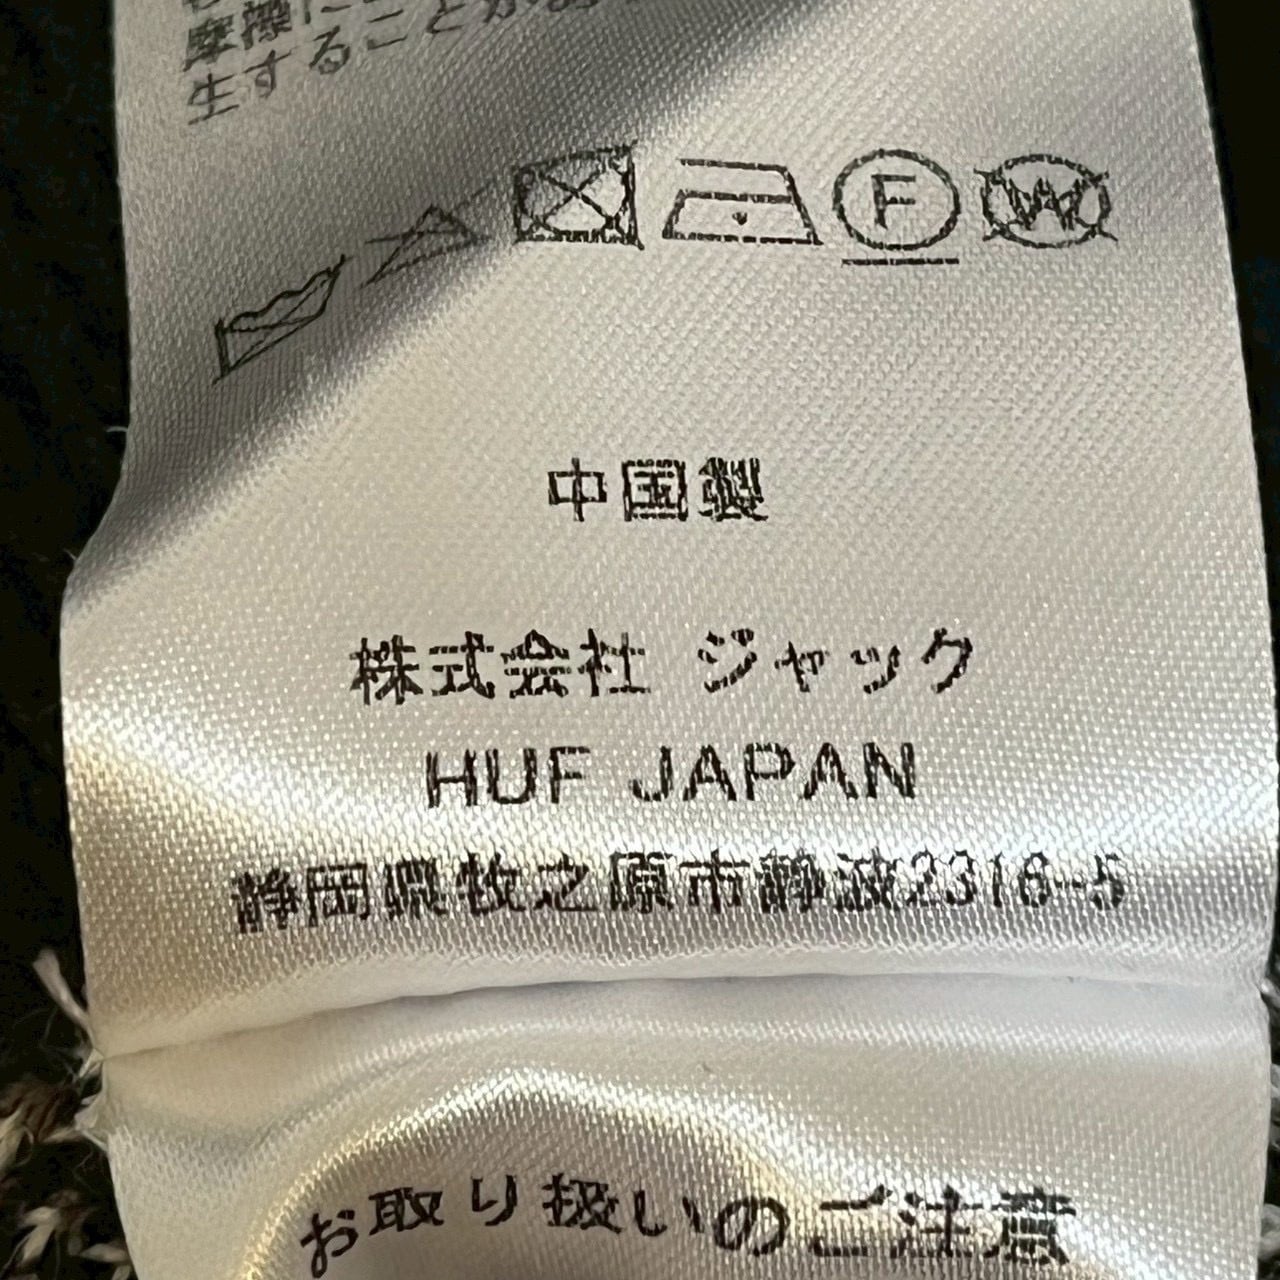 摩擦に
生することがあ
F W
中国製
株式会社 ジャック
HUF JAPAN
静岡県牧之原市静波2316-5
お取り扱いのご注意